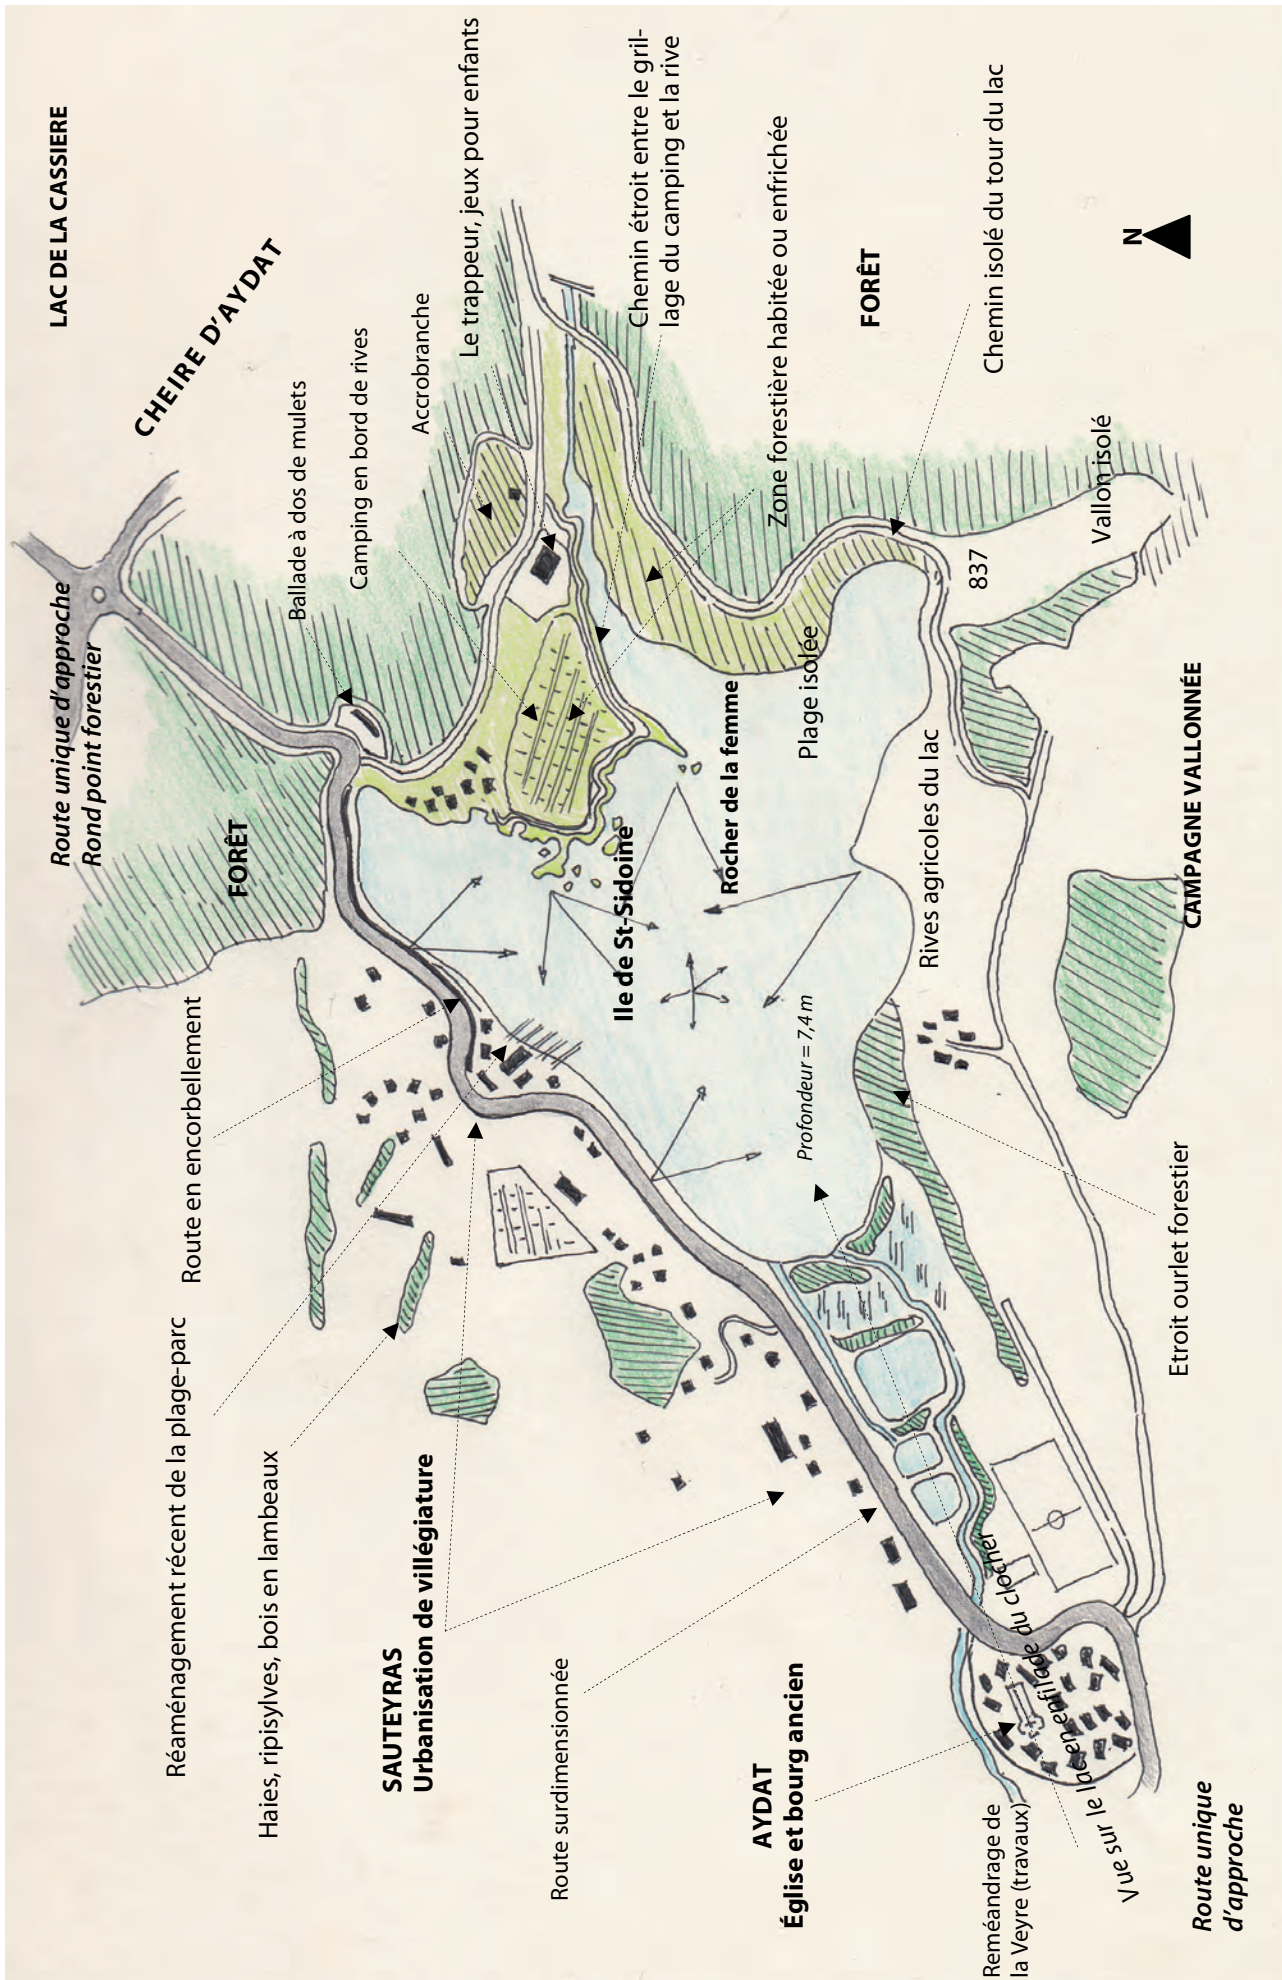 LAC DE LA CASSIERE
CHEIRE D'AYDAT
Route unique d'approche
Rond point forestier
FORÊT
Ballade à dos de mulets
Camping en bord de rives
Accrobranche
Le trappeur, jeux pour enfants
Chemin étroit entre le gril-
lage du camping et la rive
Zone forestière habitée ou enfrichée
FORÊT
Chemin isolé du tour du lac
N
Vallon isolé
837
Plage isolée
Rocher de la femme
Ile de St-Sidoine
Rives agricoles du lac
CAMPAGNE VALLONNÉE
Profondeur = 7,4 m
Etroit ourlet forestier
Route en encorbellement
Réaménagement récent de la plage-parc
Haies, ripisylves, bois en lambeaux
SAUTEYRAS
Urbanisation de villégiature
Route surdimensionnée
AYDAT
Église et bourg ancien
Reméandrage de
la Veyre (travaux)
Vue sur le lac en enfilade du clocher
Route unique
d'approche